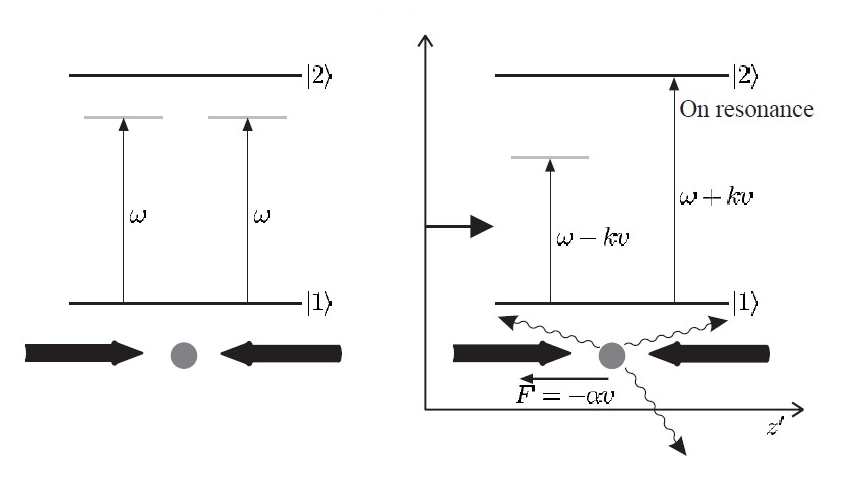 |2⟩
ω
ω
|1⟩
|2⟩
On resonance
ω + kv
ω − kv
|1⟩
F = −αv
z′